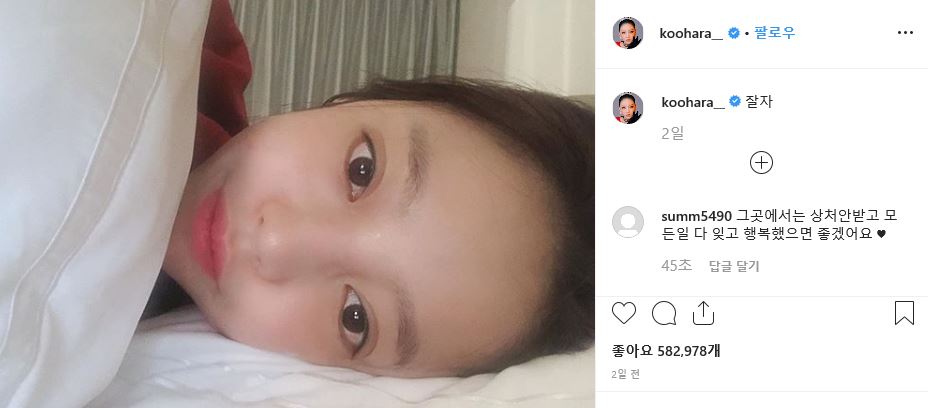 koohara__ • 팔로우
koohara__ 잘자
2일
summ5490 그곳에서는 상처안받고 모
든일 다 잊고 행복했으면 좋겠어요 ♥
45초 답글 달기
좋아요 582,978개
2일 전